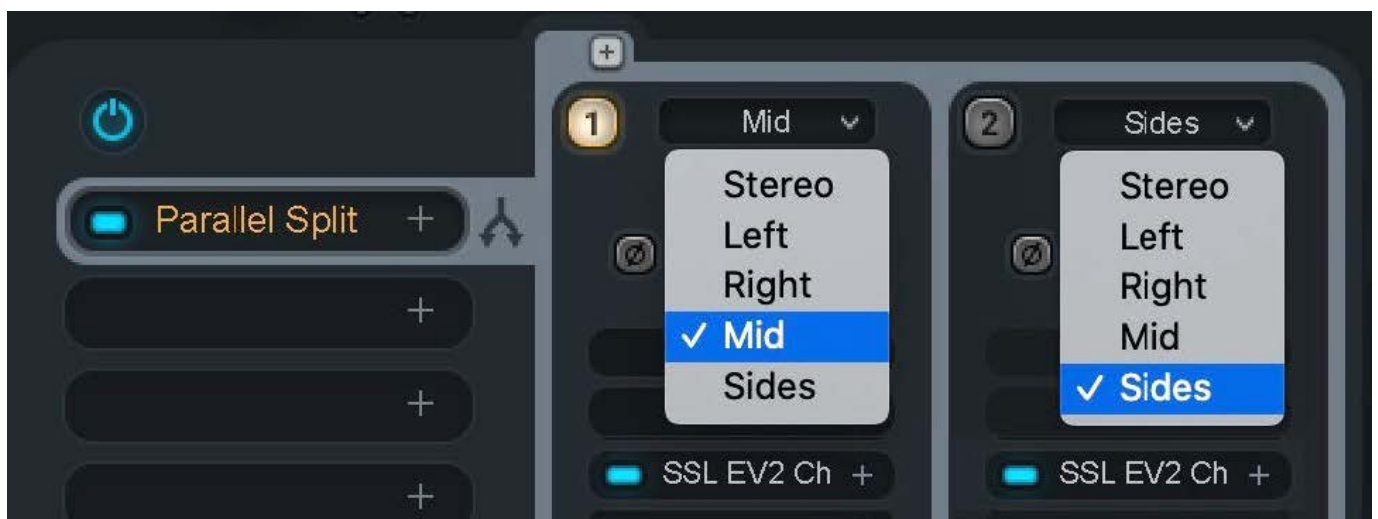 1
Mid
2
Sides
Parallel Split
Stereo
Left
Right
Mid
Sides
Stereo
Left
Right
Mid
Sides
SSL EV2 Ch
SSL EV2 Ch